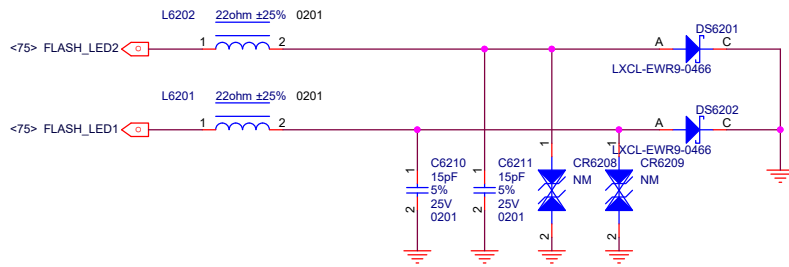 L6202 22ohm ±25% 0201
DS6201
<75> FLASH_LED2 1 2 A C
LXCL-EWR9-0466
L6201 22ohm ±25% 0201
DS6202
<75> FLASH_LED1 1 2 A C
LXCL-EWR9-0466
1 C6210 1 C6211 1 CR6208 1 CR6209
15pF 15pF NM NM
5% 5%
2 25V 2 25V
0201 0201
2 2